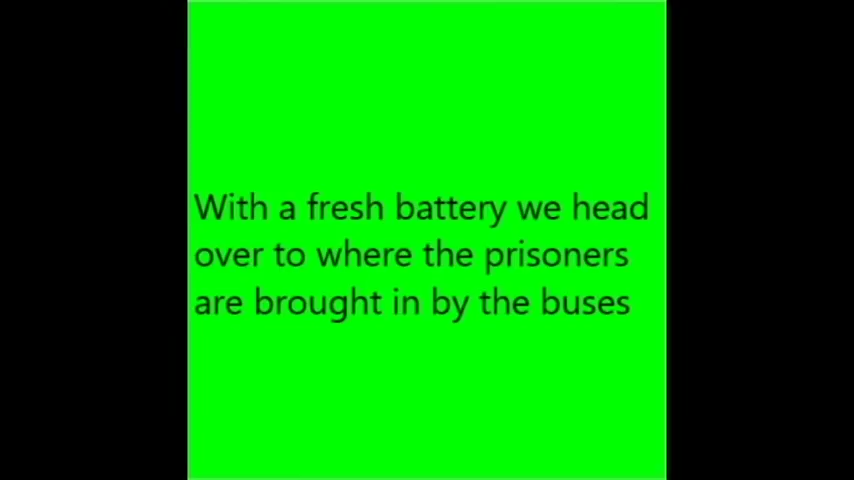 With a fresh battery we head
over to where the prisoners
are brought in by the buses